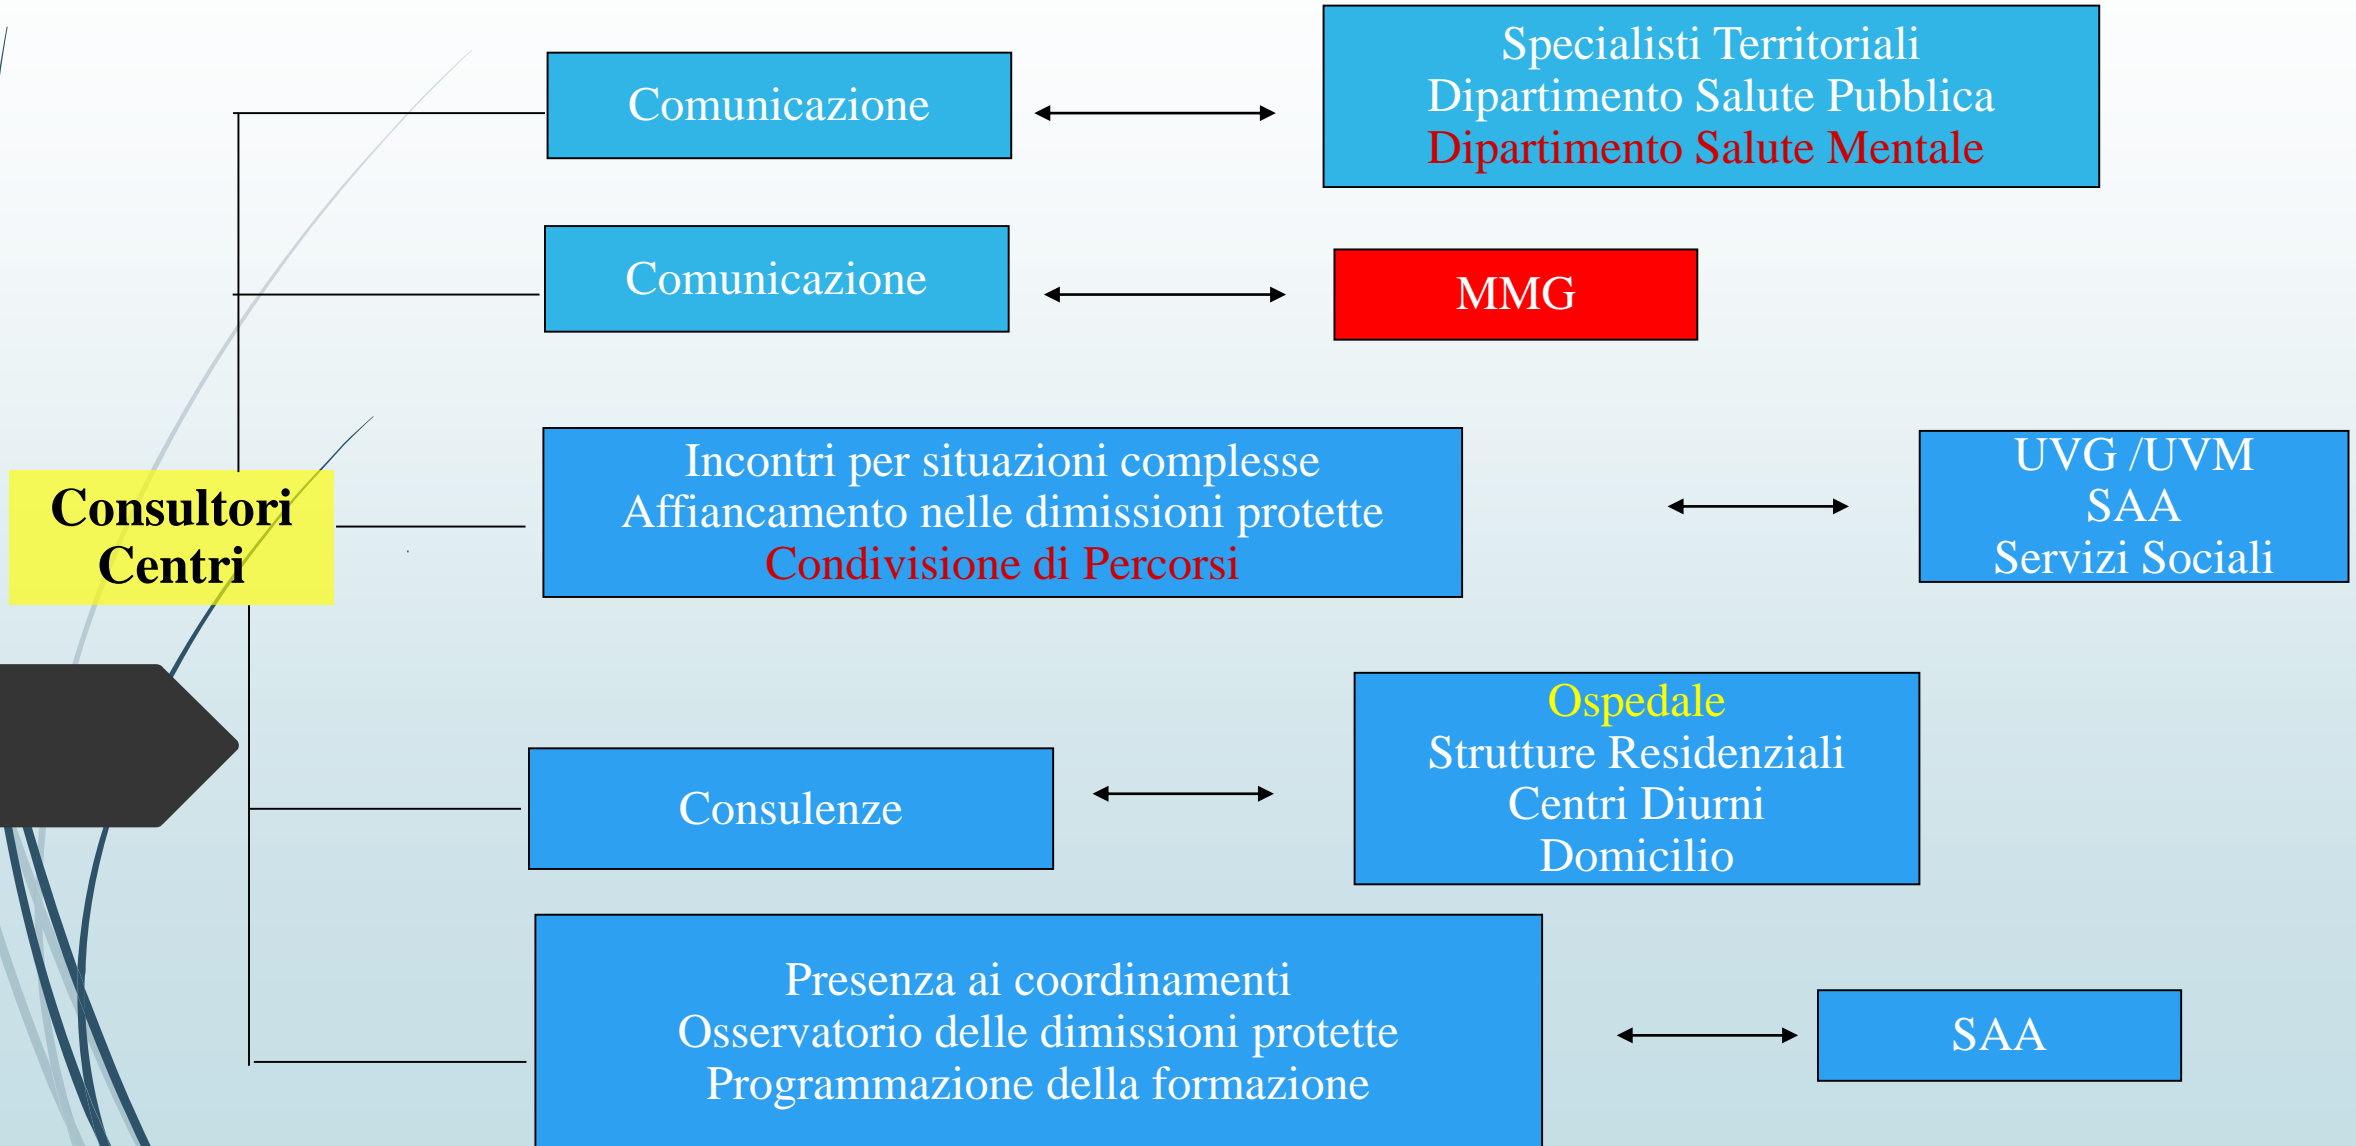 Comunicazione
Specialisti Territoriali
Dipartimento Salute Pubblica
Dipartimento Salute Mentale
Comunicazione
MMG
Consultori
Centri
Incontri per situazioni complesse
Affiancamento nelle dimissioni protette
Condivisione di Percorsi
UVG /UVM
SAA
Servizi Sociali
Consulenze
Ospedale
Strutture Residenziali
Centri Diurni
Domicilio
Presenza ai coordinamenti
Osservatorio delle dimissioni protette
Programmazione della formazione
SAA